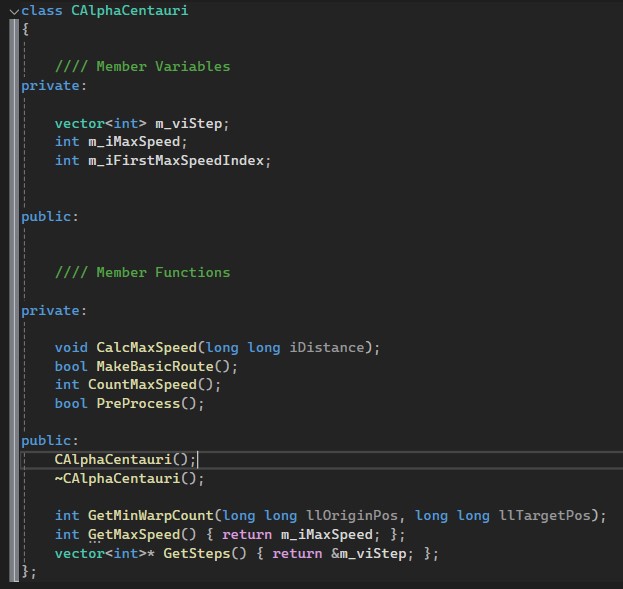 class CAlphaCentauri
{
//// Member Variables
private:
vector<int> m_viStep;
int m_iMaxSpeed;
int m_iFirstMaxSpeedIndex;
public:
//// Member Functions
private:
void CalcMaxSpeed(long long iDistance);
bool MakeBasicRoute();
int CountMaxSpeed();
bool PreProcess();
public:
CAlphaCentauri();
~CAlphaCentauri();
int GetMinWarpCount(long long llOriginPos, long long llTargetPos);
int GetMaxSpeed() { return m_iMaxSpeed; };
vector<int>* GetSteps() { return &m_viStep; };
};